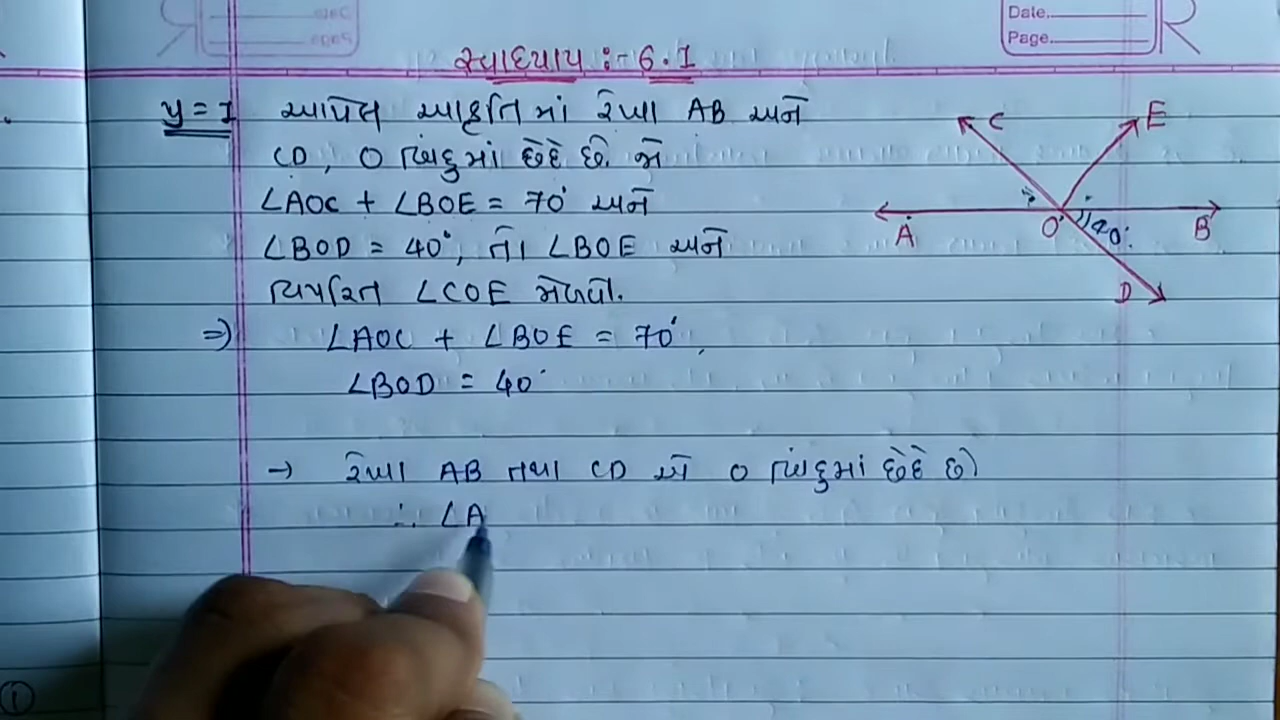 Date.
Page.
સ્વાધ્યાય :- 6.1
પ્ર = 1 આપેલ આકૃતિ માં રેખા AB અને
CD, O બિંદુમાં છેદે છે. જો
∠AOC + ∠BOE = 70° અને
∠BOD = 40°, તો ∠BOE અને
વિપરિત ∠COE મેળવો.
⇒ ∠AOC + ∠BOE = 70°,
∠BOD = 40°
→ રેખા AB તથા CD એ O બિંદુમાં છેદે છે
∴ ∠A
C
E
A
O
40°
B
D
①